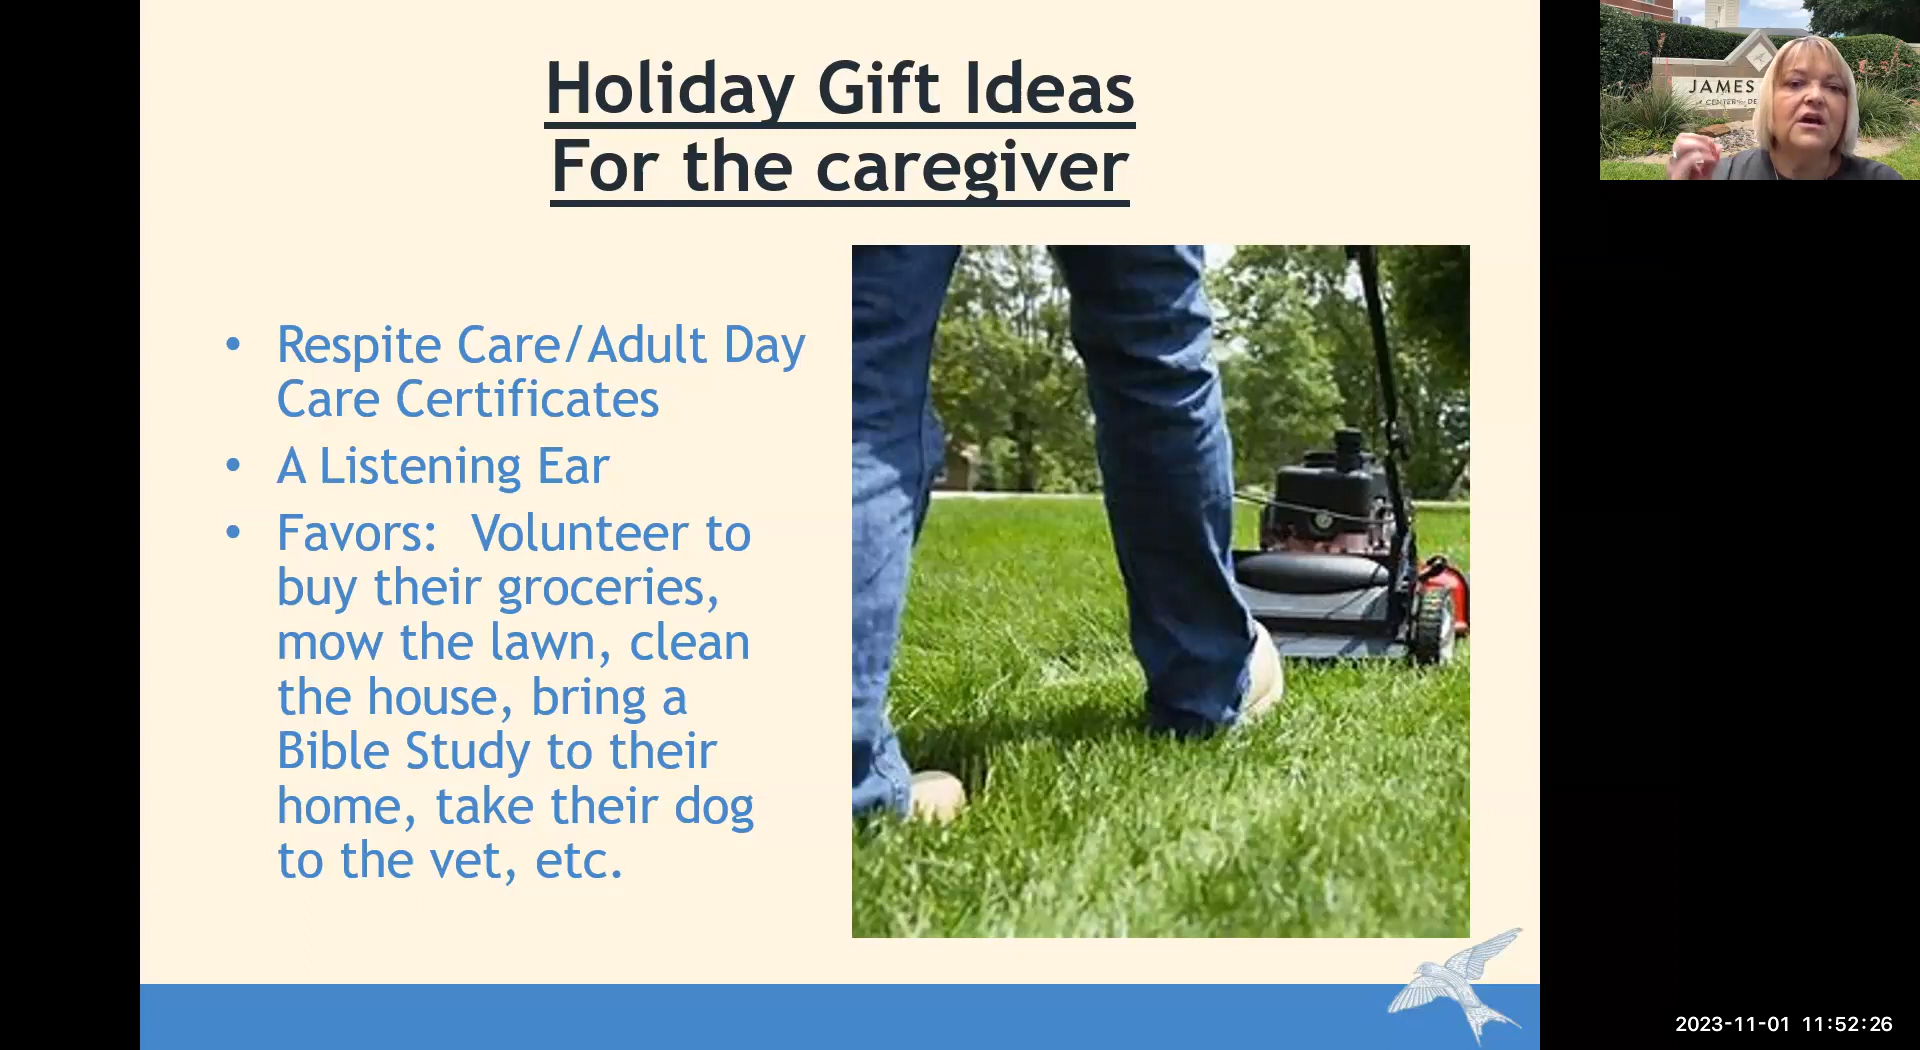 Holiday Gift Ideas
For the caregiver
• Respite Care/Adult Day
Care Certificates
• A Listening Ear
• Favors: Volunteer to
buy their groceries,
mow the lawn, clean
the house, bring a
Bible Study to their
home, take their dog
to the vet, etc.
JAMES
CENTER
2023-11-01 11:52:26